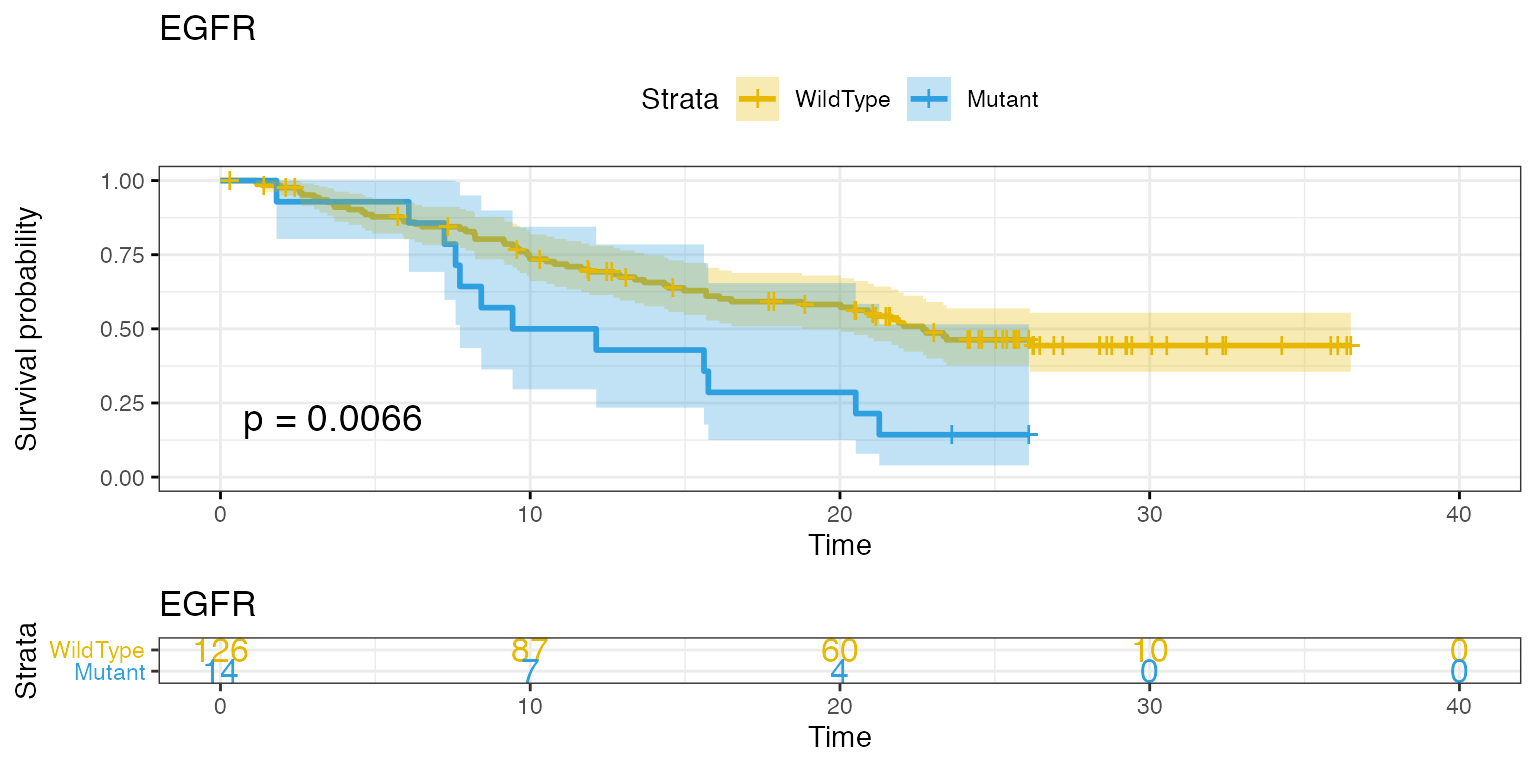 EGFR
Strata WildType Mutant
Survival probability
1.00
0.75
0.50
0.25
0.00
p = 0.0066
0 10 20 30 40
Time
EGFR
Strata
WildType 126 87 60 10 0
Mutant 14 7 4 0 0
0 10 20 30 40
Time